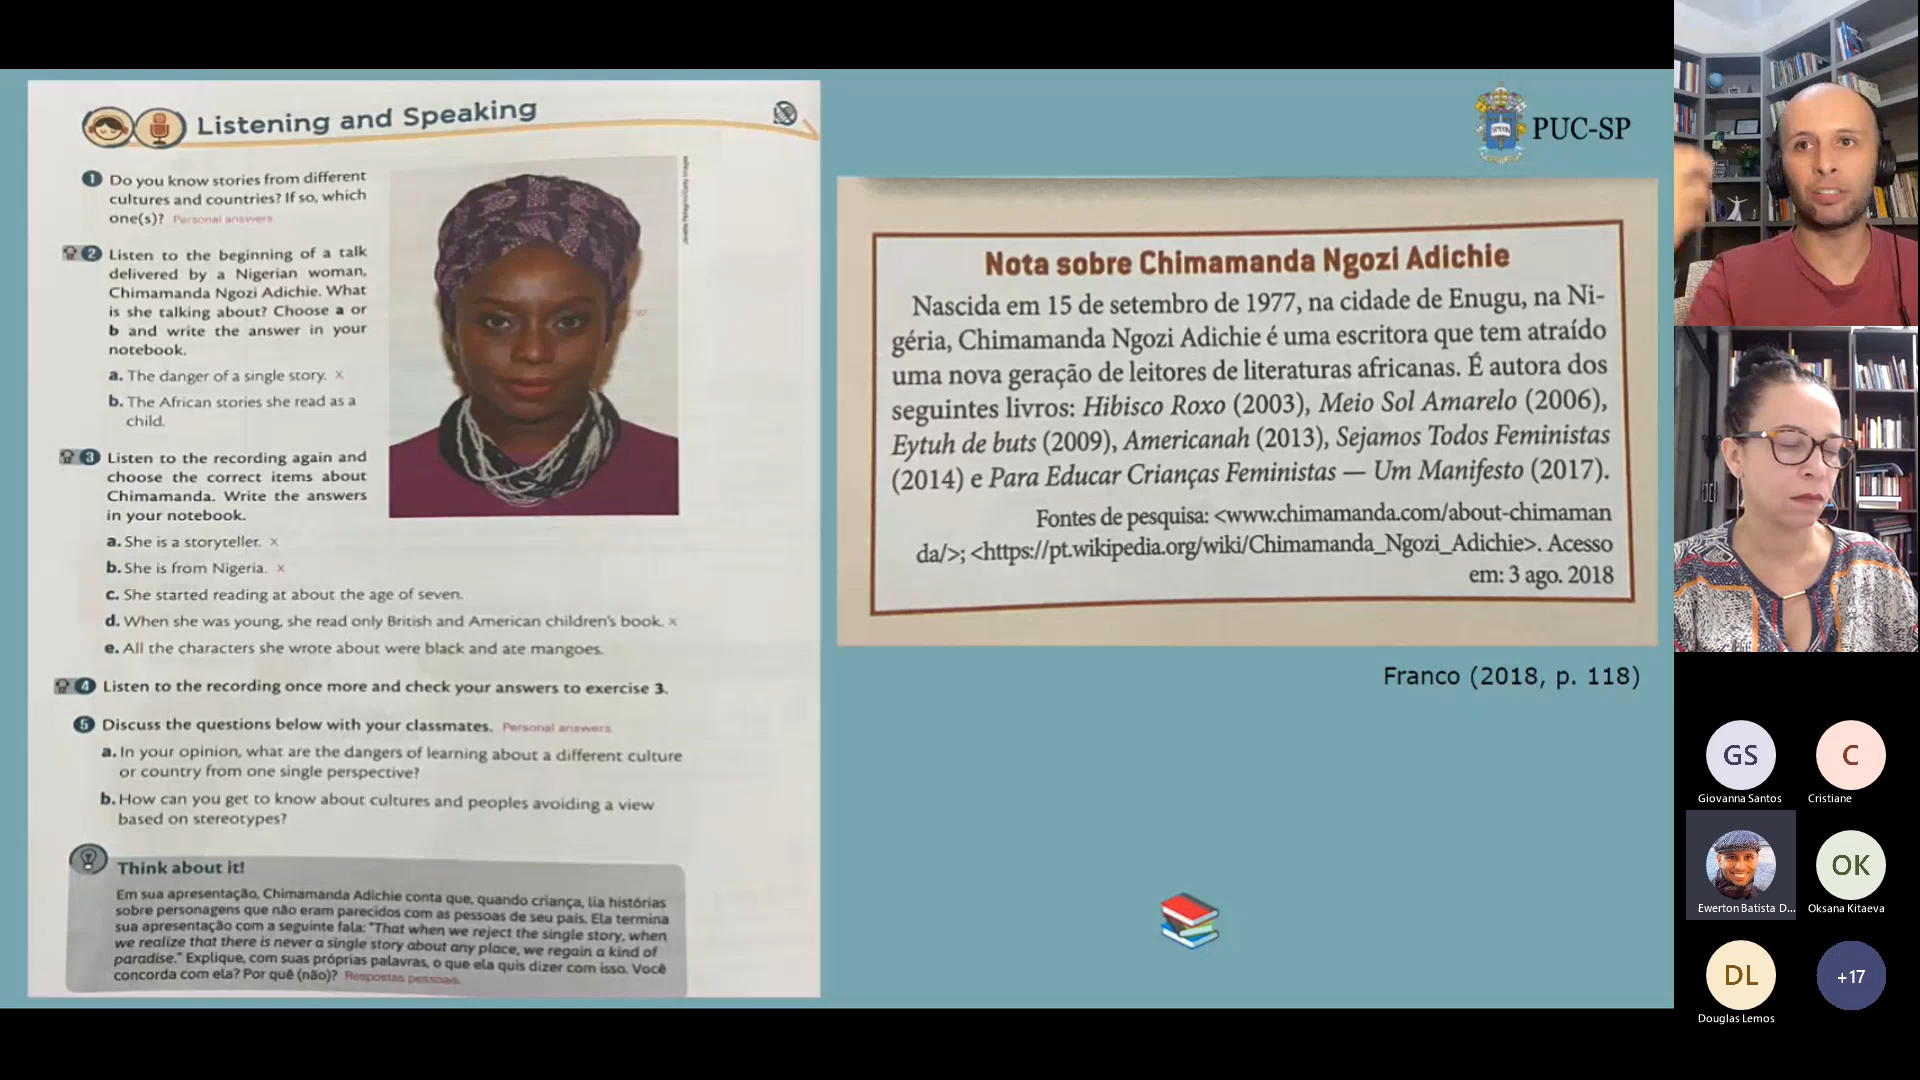 Listening and Speaking
1 Do you know stories from different
cultures and countries? If so, which
one(s)? Personal answers
2 Listen to the beginning of a talk
delivered by a Nigerian woman,
Chimamanda Ngozi Adichie. What
is she talking about? Choose a or
b and write the answer in your
notebook.
a. The danger of a single story. x
b. The African stories she read as a
child.
3 Listen to the recording again and
choose the correct items about
Chimamanda. Write the answers
in your notebook.
a. She is a storyteller. x
b. She is from Nigeria. x
c. She started reading at about the age of seven.
d. When she was young, she read only British and American children's book. x
e. All the characters she wrote about were black and ate mangoes.
4 Listen to the recording once more and check your answers to exercise 3.
5 Discuss the questions below with your classmates. Personal answers
a. In your opinion, what are the dangers of learning about a different culture
or country from one single perspective?
b. How can you get to know about cultures and peoples avoiding a view
based on stereotypes?
Think about it!
Em sua apresentação, Chimamanda Adichie conta que, quando criança, lia histórias
sobre personagens que não eram parecidos com as pessoas de seu país. Ela termina
sua apresentação com a seguinte fala: "That when we reject the single story, when
we realize that there is never a single story about any place, we regain a kind of
paradise." Explique, com suas próprias palavras, o que ela quis dizer com isso. Você
concorda com ela? Por quê (não)? Respostas pessoais.
PUC-SP
Nota sobre Chimamanda Ngozi Adichie
Nascida em 15 de setembro de 1977, na cidade de Enugu, na Ni-
géria, Chimamanda Ngozi Adichie é uma escritora que tem atraído
uma nova geração de leitores de literaturas africanas. É autora dos
seguintes livros: Hibisco Roxo (2003), Meio Sol Amarelo (2006),
Eytuh de buts (2009), Americanah (2013), Sejamos Todos Feministas
(2014) e Para Educar Crianças Feministas — Um Manifesto (2017).
Fontes de pesquisa: <www.chimamanda.com/about-chimaman
da/>; <https://pt.wikipedia.org/wiki/Chimamanda_Ngozi_Adichie>. Acesso
em: 3 ago. 2018
Franco (2018, p. 118)
GS
Giovanna Santos
C
Cristiane
Ewerton Batista D...
OK
Oksana Kitaeva
DL
Douglas Lemos
+17